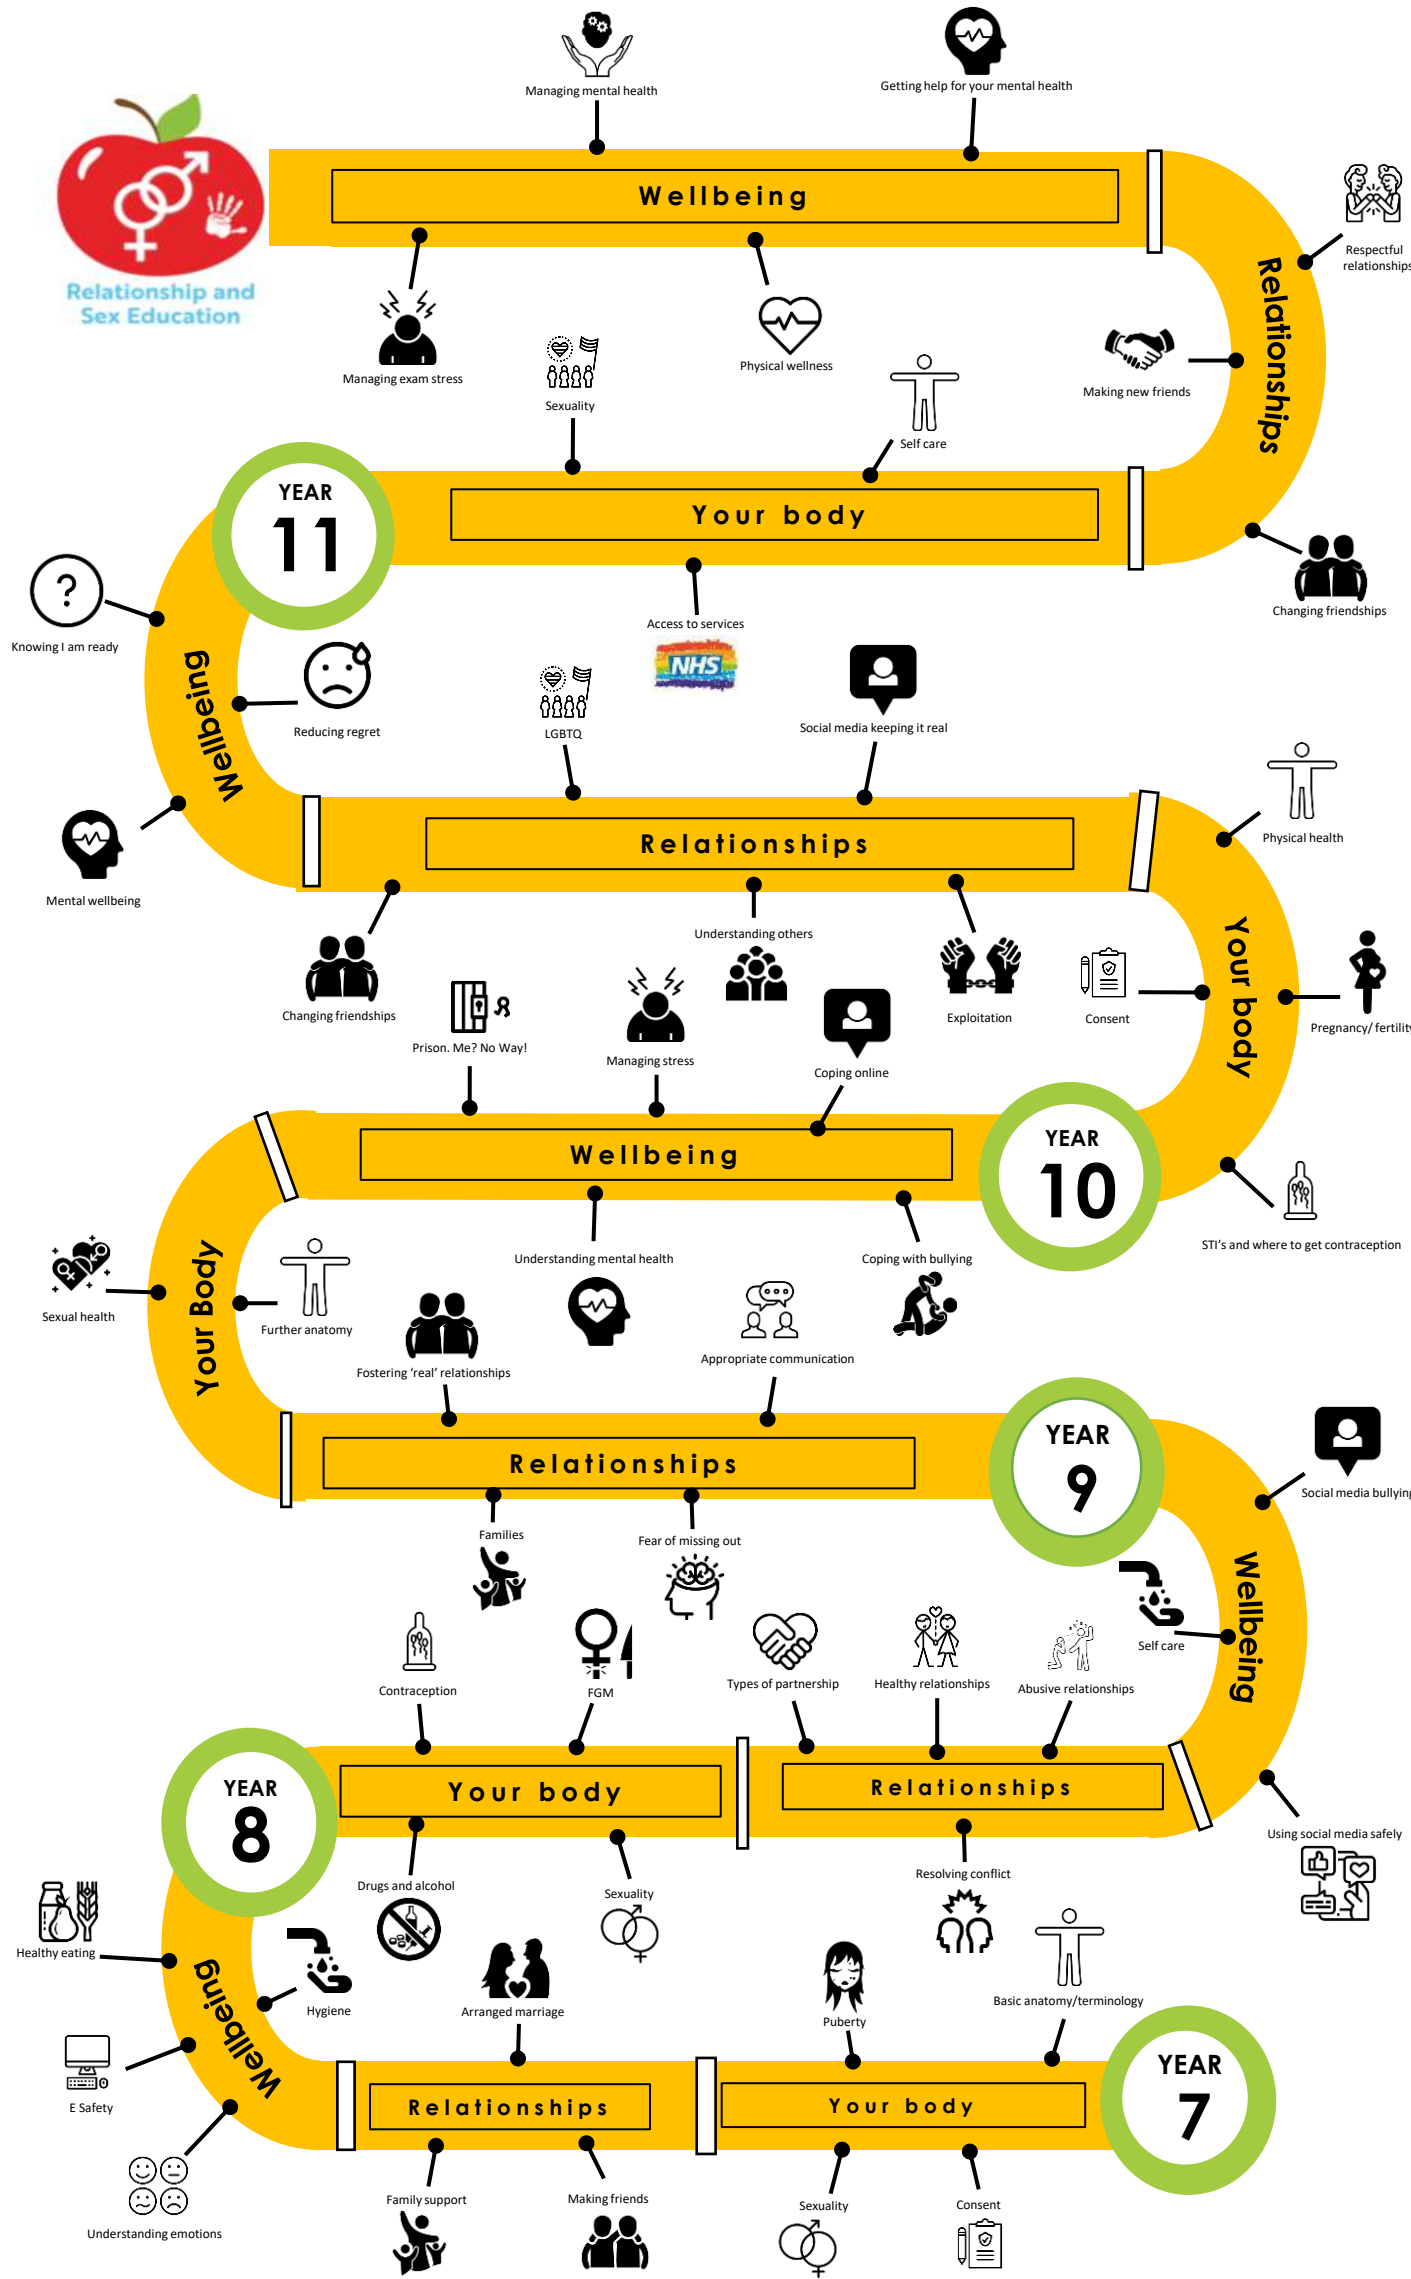 Managing mental health
Getting help for your mental health
Wellbeing
Relationship and
Sex Education
Respectful
relationships
Relationships
Managing exam stress
Physical wellness
Making new friends
Sexuality
Self care
YEAR
11
Your body
Changing friendships
Access to services
NHS
Knowing I am ready
?
Wellbeing
Reducing regret
LGBTQ
Social media keeping it real
Mental wellbeing
Relationships
Physical health
Your body
Understanding others
Changing friendships
Exploitation
Consent
Pregnancy/ fertility
Prison. Me? No Way!
Managing stress
Coping online
Wellbeing
YEAR
10
STI's and where to get contraception
Understanding mental health
Coping with bullying
Your Body
Sexual health
Further anatomy
Fostering ‘real’ relationships
Appropriate communication
Relationships
YEAR
9
Social media bullying
Families
Fear of missing out
Wellbeing
Self care
Contraception
FGM
Types of partnership
Healthy relationships
Abusive relationships
YEAR
8
Your body
Relationships
Using social media safely
Drugs and alcohol
Sexuality
Resolving conflict
Healthy eating
Wellbeing
Hygiene
Arranged marriage
Puberty
Basic anatomy/terminology
E Safety
Relationships
Your body
YEAR
7
Understanding emotions
Family support
Making friends
Sexuality
Consent